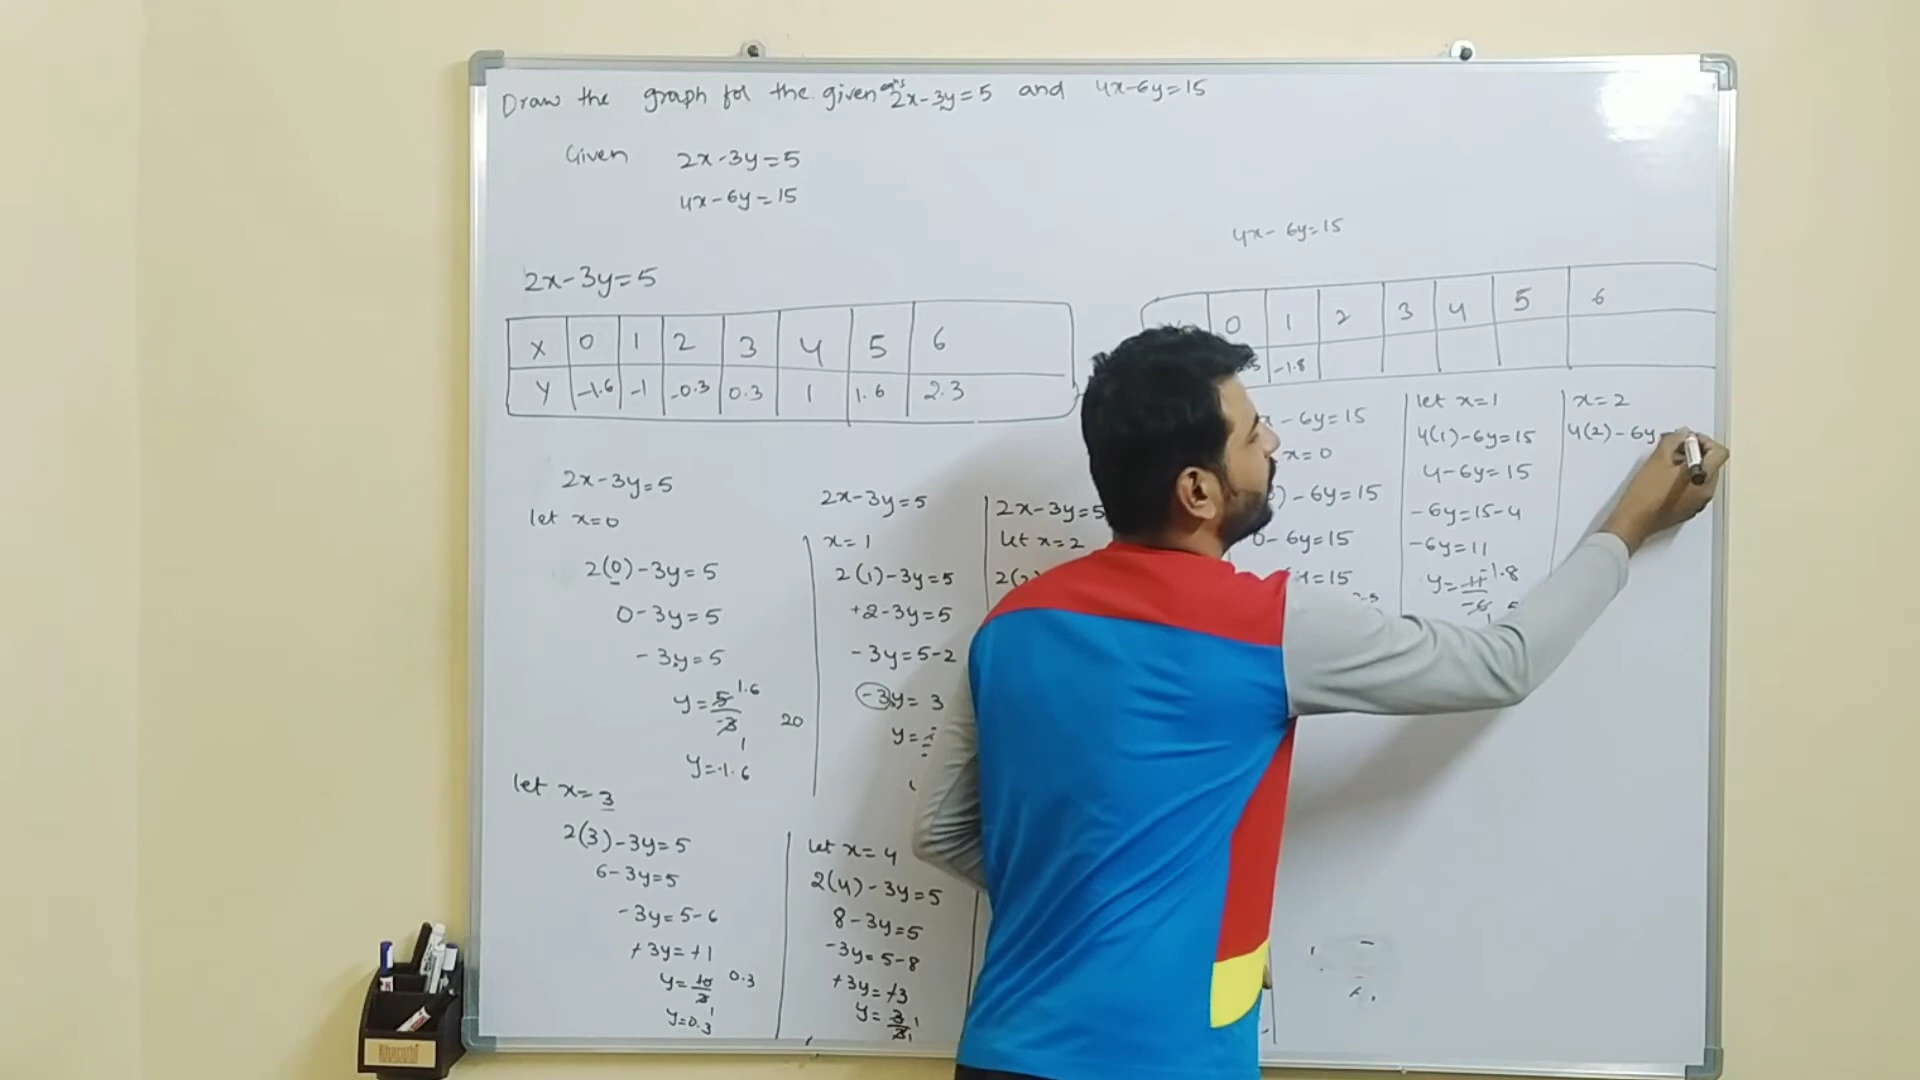 Draw the graph for the given eqns 2x-3y=5 and 4x-6y=15
Given 2x-3y=5
4x-6y=15
2x-3y=5
X 0 1 2 3 4 5 6
Y -1.6 -1 -0.3 0.3 1 1.6 2.3
2x-3y=5
let x=0
2(0)-3y=5
0-3y=5
-3y=5
y=5/-3 1.6
1
y=-1.6
20
let x=3
2(3)-3y=5
6-3y=5
-3y=5-6
+3y=+1
y=10/3 0.3
1
y=0.3
2x-3y=5
x=1
2(1)-3y=5
+2-3y=5
-3y=5-2
-3y=3
y=
let x=4
2(4)-3y=5
8-3y=5
-3y=5-8
+3y=+3
y=3/3 1
1
2x-3y=5
let x=2
4x-6y=15
0 1 2 3 4 5 6
-1.8
-6y=15
x=0
-6y=15
0-6y=15
=15
let x=1
4(1)-6y=15
4-6y=15
-6y=15-4
-6y=11
y=11/-6 -1.8
x=2
4(2)-6y
Bharathi